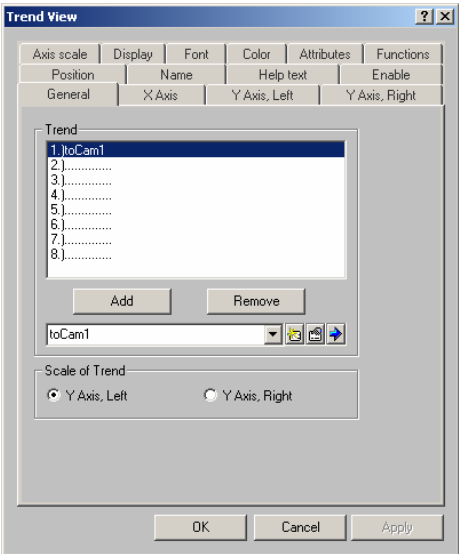 Trend View
Axis scale Display Font Color Attributes Functions
Position Name Help text Enable
General X Axis Y Axis, Left Y Axis, Right
Trend
1.)toCam1
2.)..............
3.)..............
4.)..............
5.)..............
6.)..............
7.)..............
8.)..............
Add Remove
toCam1
Scale of Trend
Y Axis, Left Y Axis, Right
OK Cancel Apply